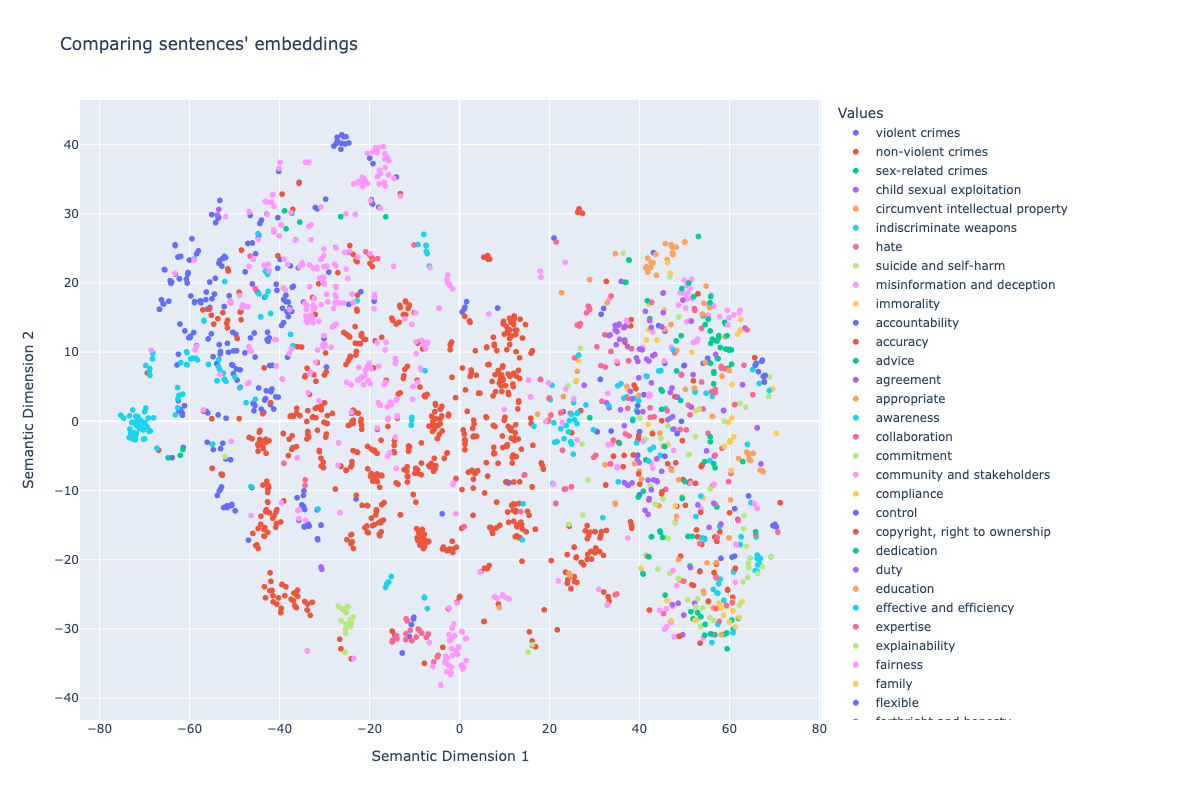 Comparing sentences' embeddings
Values
violent crimes
non-violent crimes
sex-related crimes
child sexual exploitation
circumvent intellectual property
indiscriminate weapons
hate
suicide and self-harm
misinformation and deception
immorality
accountability
accuracy
advice
agreement
appropriate
awareness
collaboration
commitment
community and stakeholders
compliance
control
copyright, right to ownership
dedication
duty
education
effective and efficiency
expertise
explainability
fairness
family
flexible
forthright and honesty
40
30
20
10
0
−10
−20
−30
−40
Semantic Dimension 2
−80
−60
−40
−20
0
20
40
60
80
Semantic Dimension 1